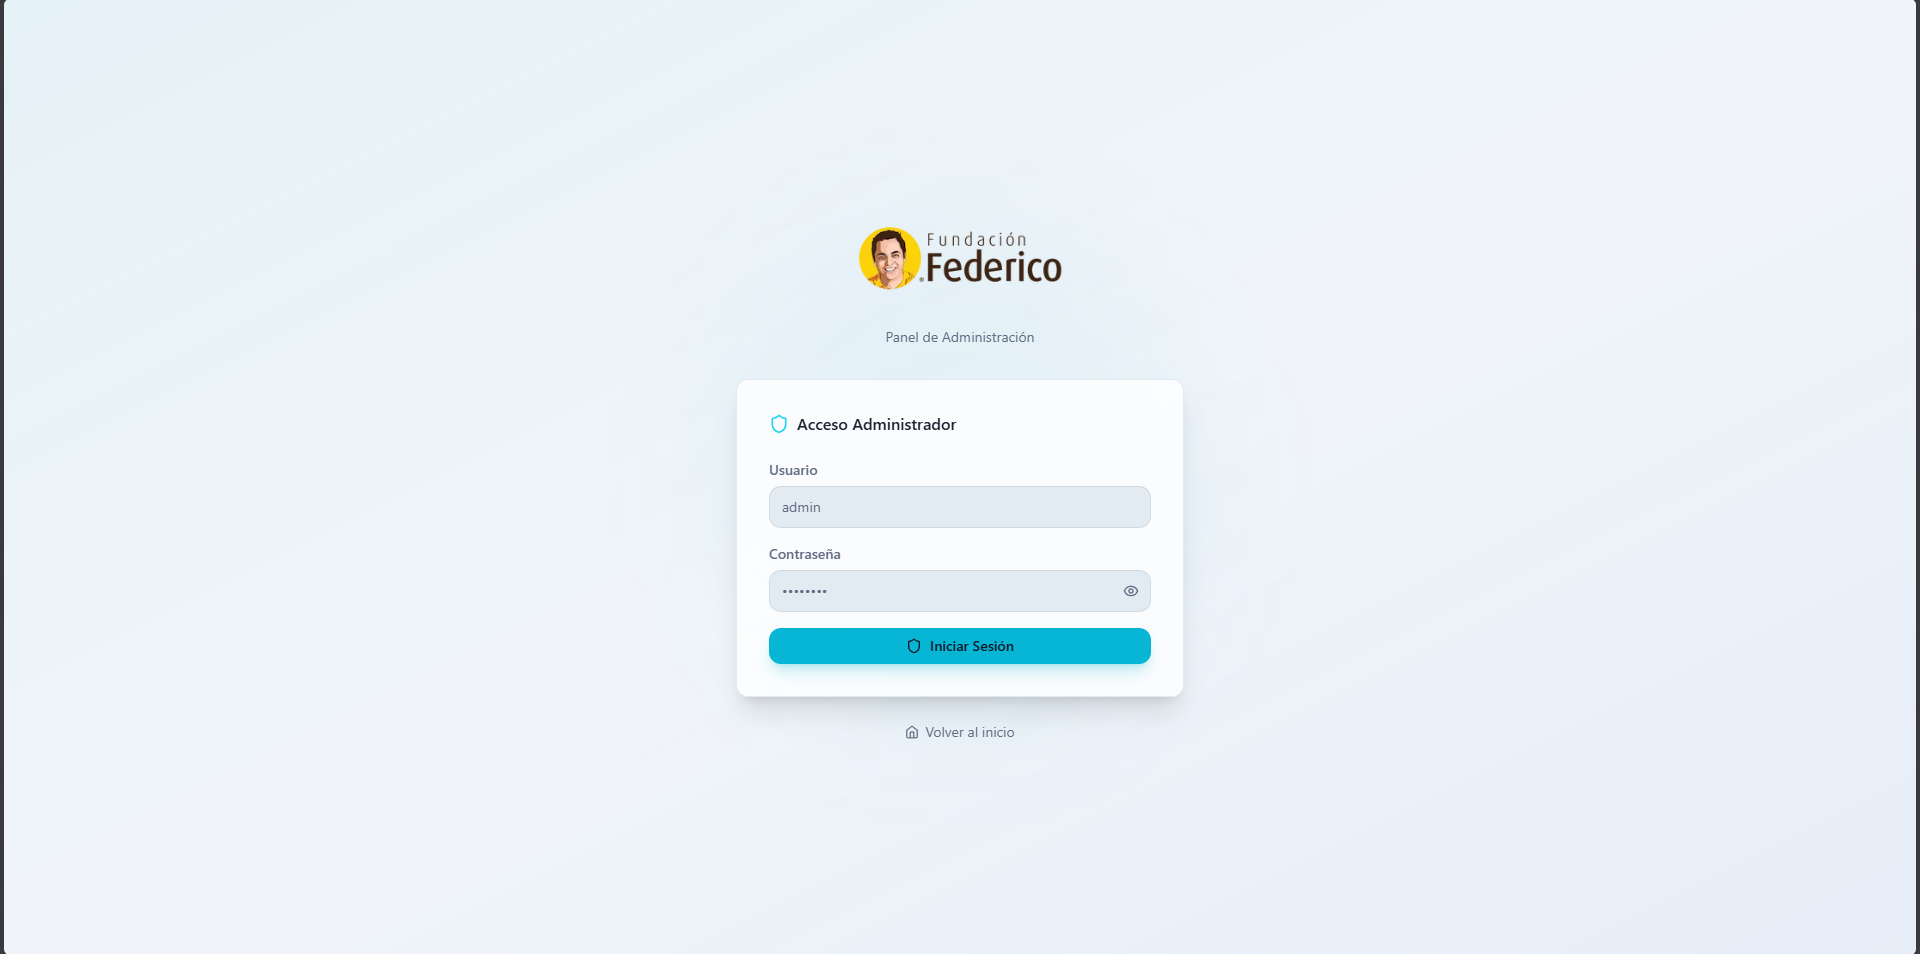 Fundación
Federico
Panel de Administración
Acceso Administrador
Usuario
admin
Contraseña
••••••••
Iniciar Sesión
Volver al inicio